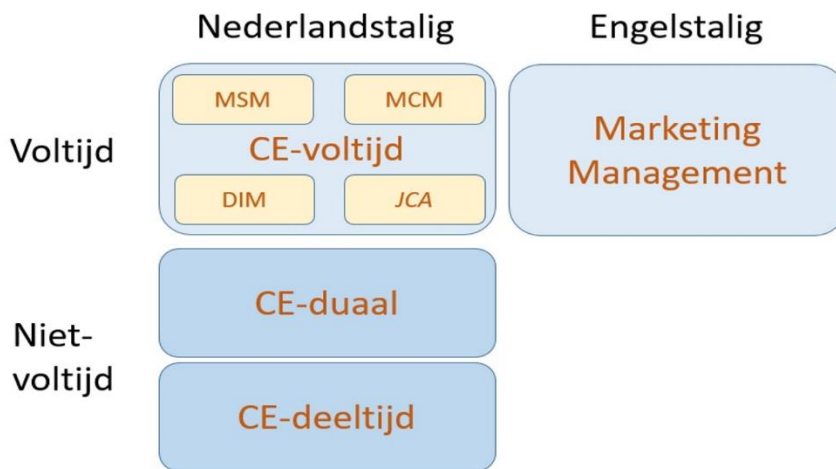 Nederlandstalig
Engelstalig
Voltijd
MSM
MCM
CE-voltijd
DIM
JCA
Marketing
Management
Niet-
voltijd
CE-duaal
CE-deeltijd